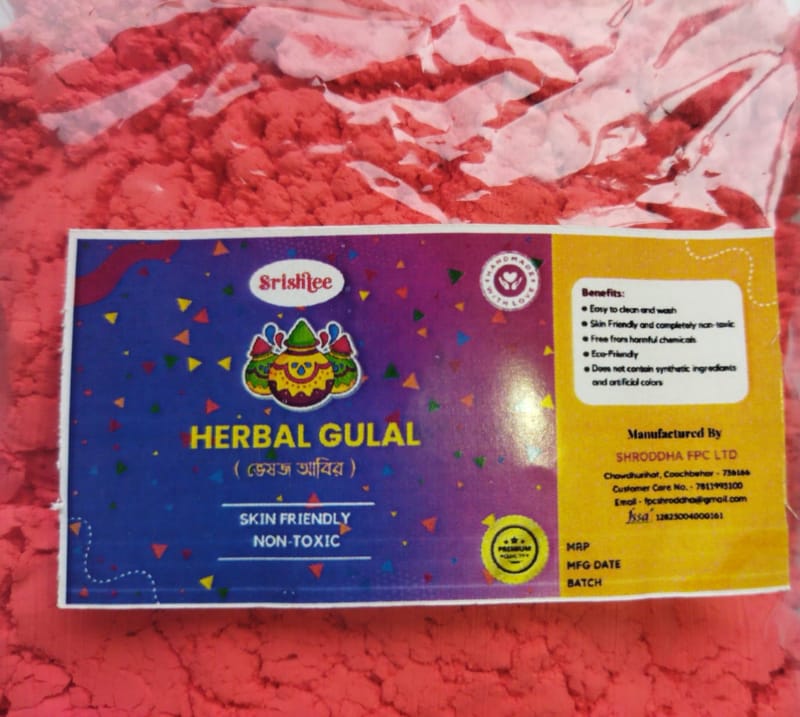 Srishtee
HANDMADE
WITH LOVE
HERBAL GULAL
( ভেষজ আবির )
SKIN FRIENDLY
NON-TOXIC
PREMIUM
QUALITY
Benefits:
• Easy to clean and wash
• Skin Friendly and completely non-toxic
• Free from harmful chemicals
• Eco-Friendly
• Does not contain synthetic ingredients
and artificial colors
Manufactured By
SHRODDHA FPC LTD
Chowdhurihat, Coochbehar - 736166
Customer Care No. - 7811993100
Email - fpcshroddha@gmail.com
fssai 12825004000161
MRP
MFG DATE
BATCH